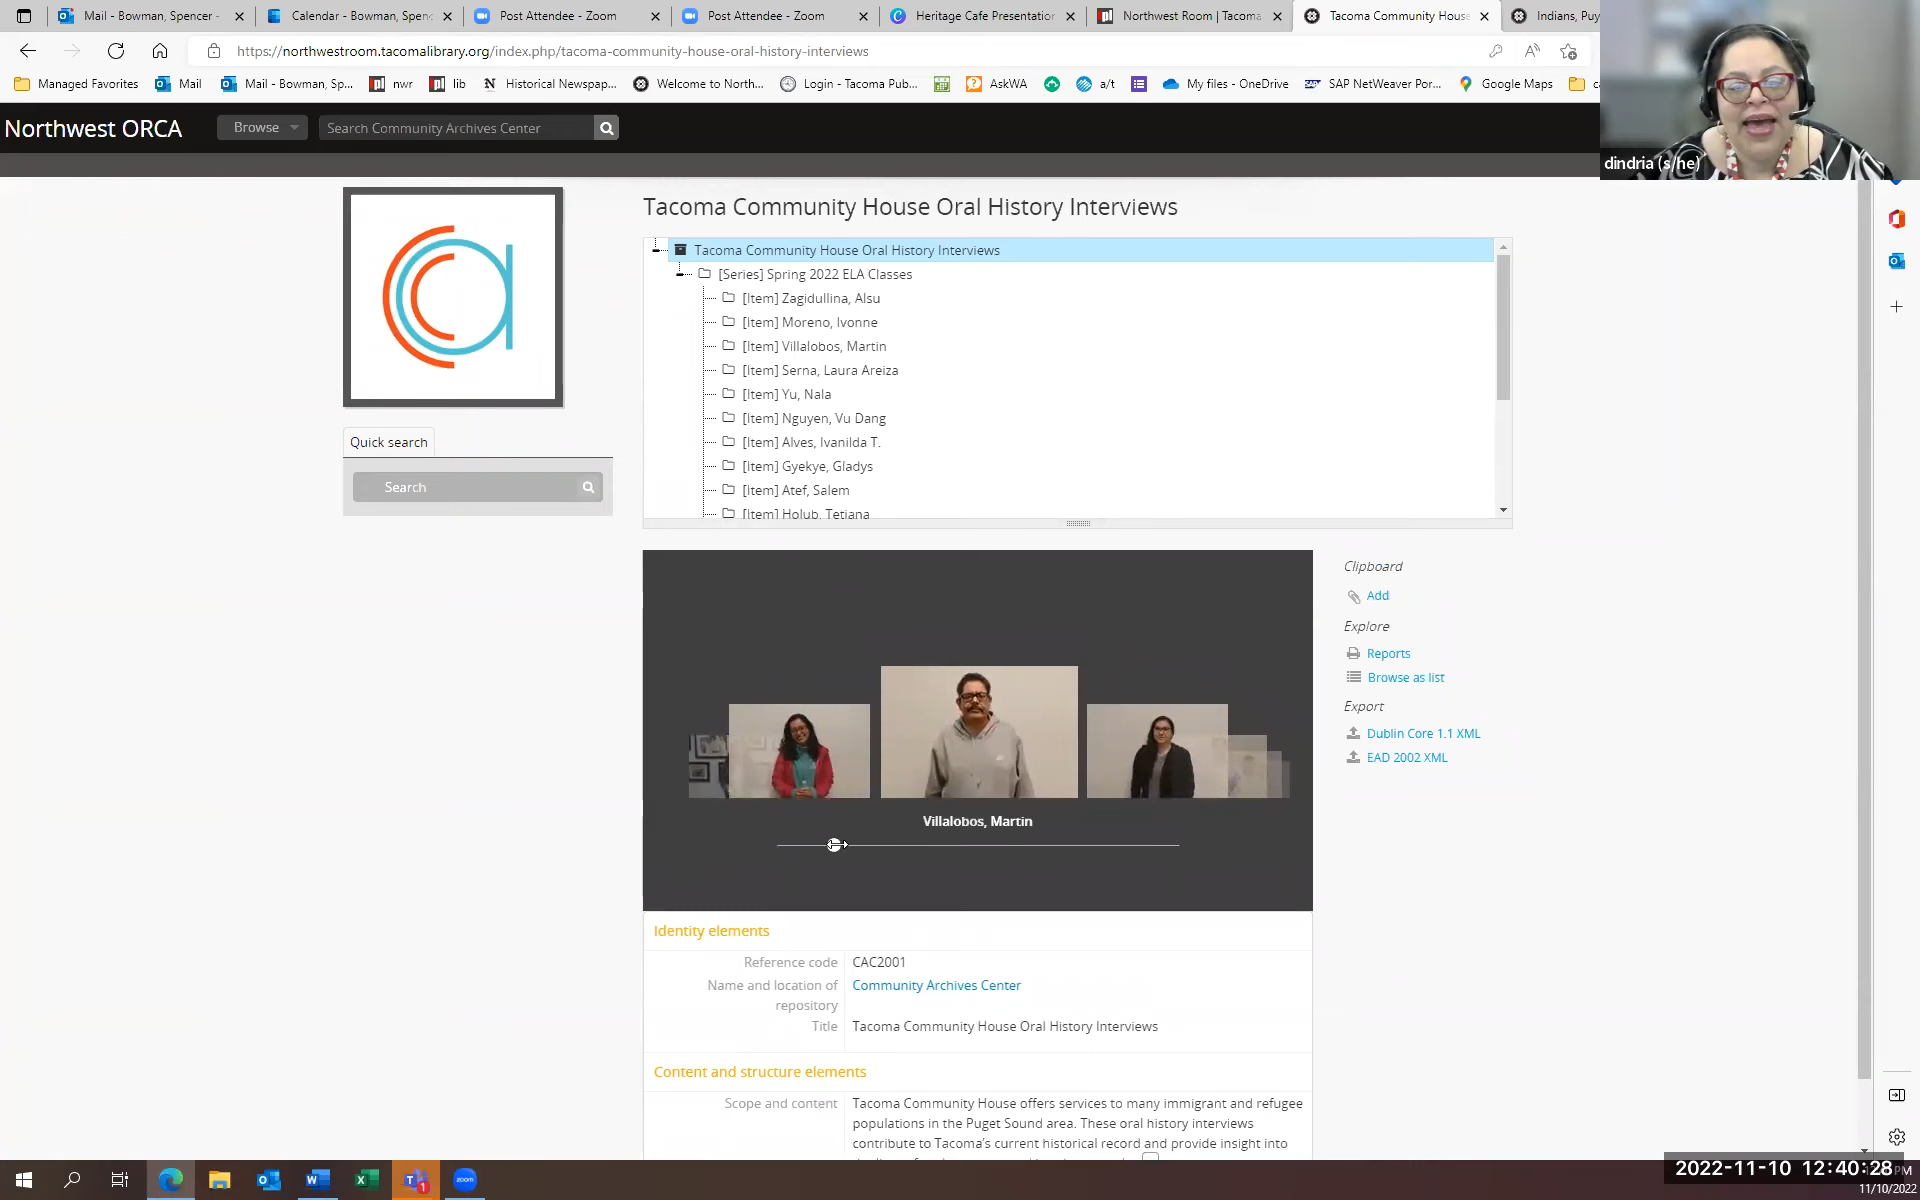 Mail - Bowman, Spencer -
Calendar - Bowman, Spenc
Post Attendee - Zoom
Post Attendee - Zoom
Heritage Cafe Presentation
Northwest Room | Tacoma
Tacoma Community House
Indians, Puy
https://northwestroom.tacomalibrary.org/index.php/tacoma-community-house-oral-history-interviews
Managed Favorites
Mail
Mail - Bowman, Sp...
nwr
lib
Historical Newspap...
Welcome to North...
Login - Tacoma Pub...
AskWA
a/t
My files - OneDrive
SAP NetWeaver Por...
Google Maps
dindria (s/he)
Northwest ORCA
Browse
Search Community Archives Center
Quick search
Search
Tacoma Community House Oral History Interviews
Tacoma Community House Oral History Interviews
[Series] Spring 2022 ELA Classes
[Item] Zagidullina, Alsu
[Item] Moreno, Ivonne
[Item] Villalobos, Martin
[Item] Serna, Laura Areiza
[Item] Yu, Nala
[Item] Nguyen, Vu Dang
[Item] Alves, Ivanilda T.
[Item] Gyekye, Gladys
[Item] Atef, Salem
[Item] Holub, Tetiana
Villalobos, Martin
Clipboard
Add
Explore
Reports
Browse as list
Export
Dublin Core 1.1 XML
EAD 2002 XML
Identity elements
Reference code CAC2001
Name and location of repository Community Archives Center
Title Tacoma Community House Oral History Interviews
Content and structure elements
Scope and content Tacoma Community House offers services to many immigrant and refugee
populations in the Puget Sound area. These oral history interviews
contribute to Tacoma's current historical record and provide insight into
2022-11-10 12:40:28
PM
11/10/2022